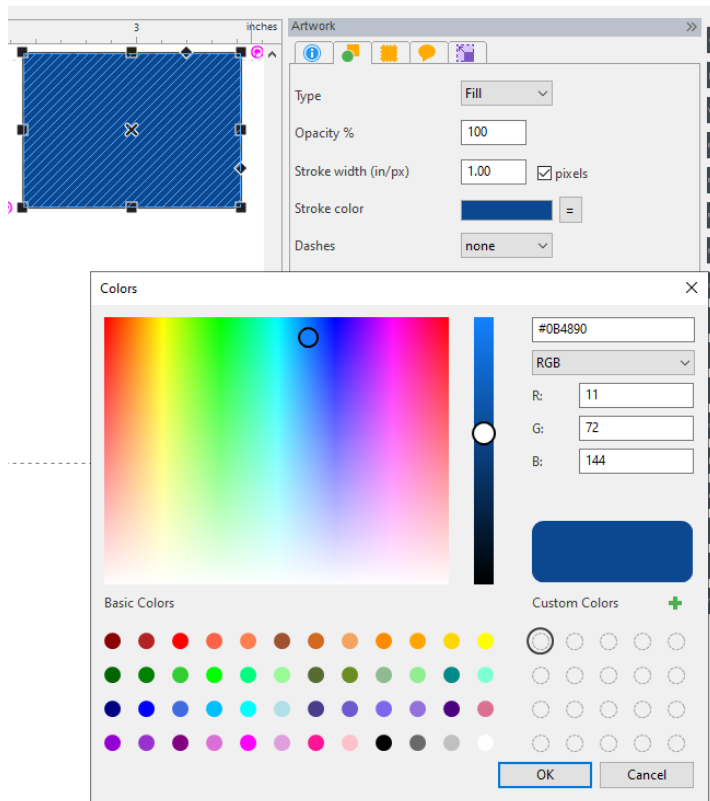 3 inches
Artwork
Type Fill
Opacity % 100
Stroke width (in/px) 1.00 pixels
Stroke color =
Dashes none
Colors
#0B4890
RGB
R: 11
G: 72
B: 144
Basic Colors
Custom Colors
OK Cancel